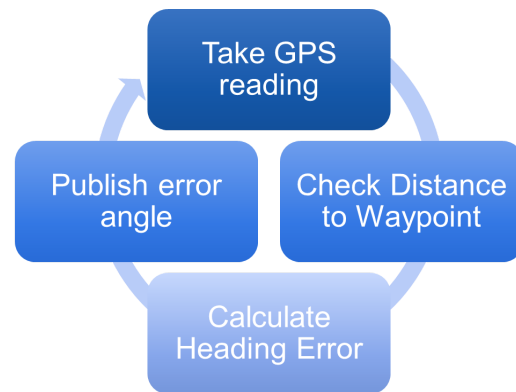 Take GPS
reading
Check Distance
to Waypoint
Calculate
Heading Error
Publish error
angle